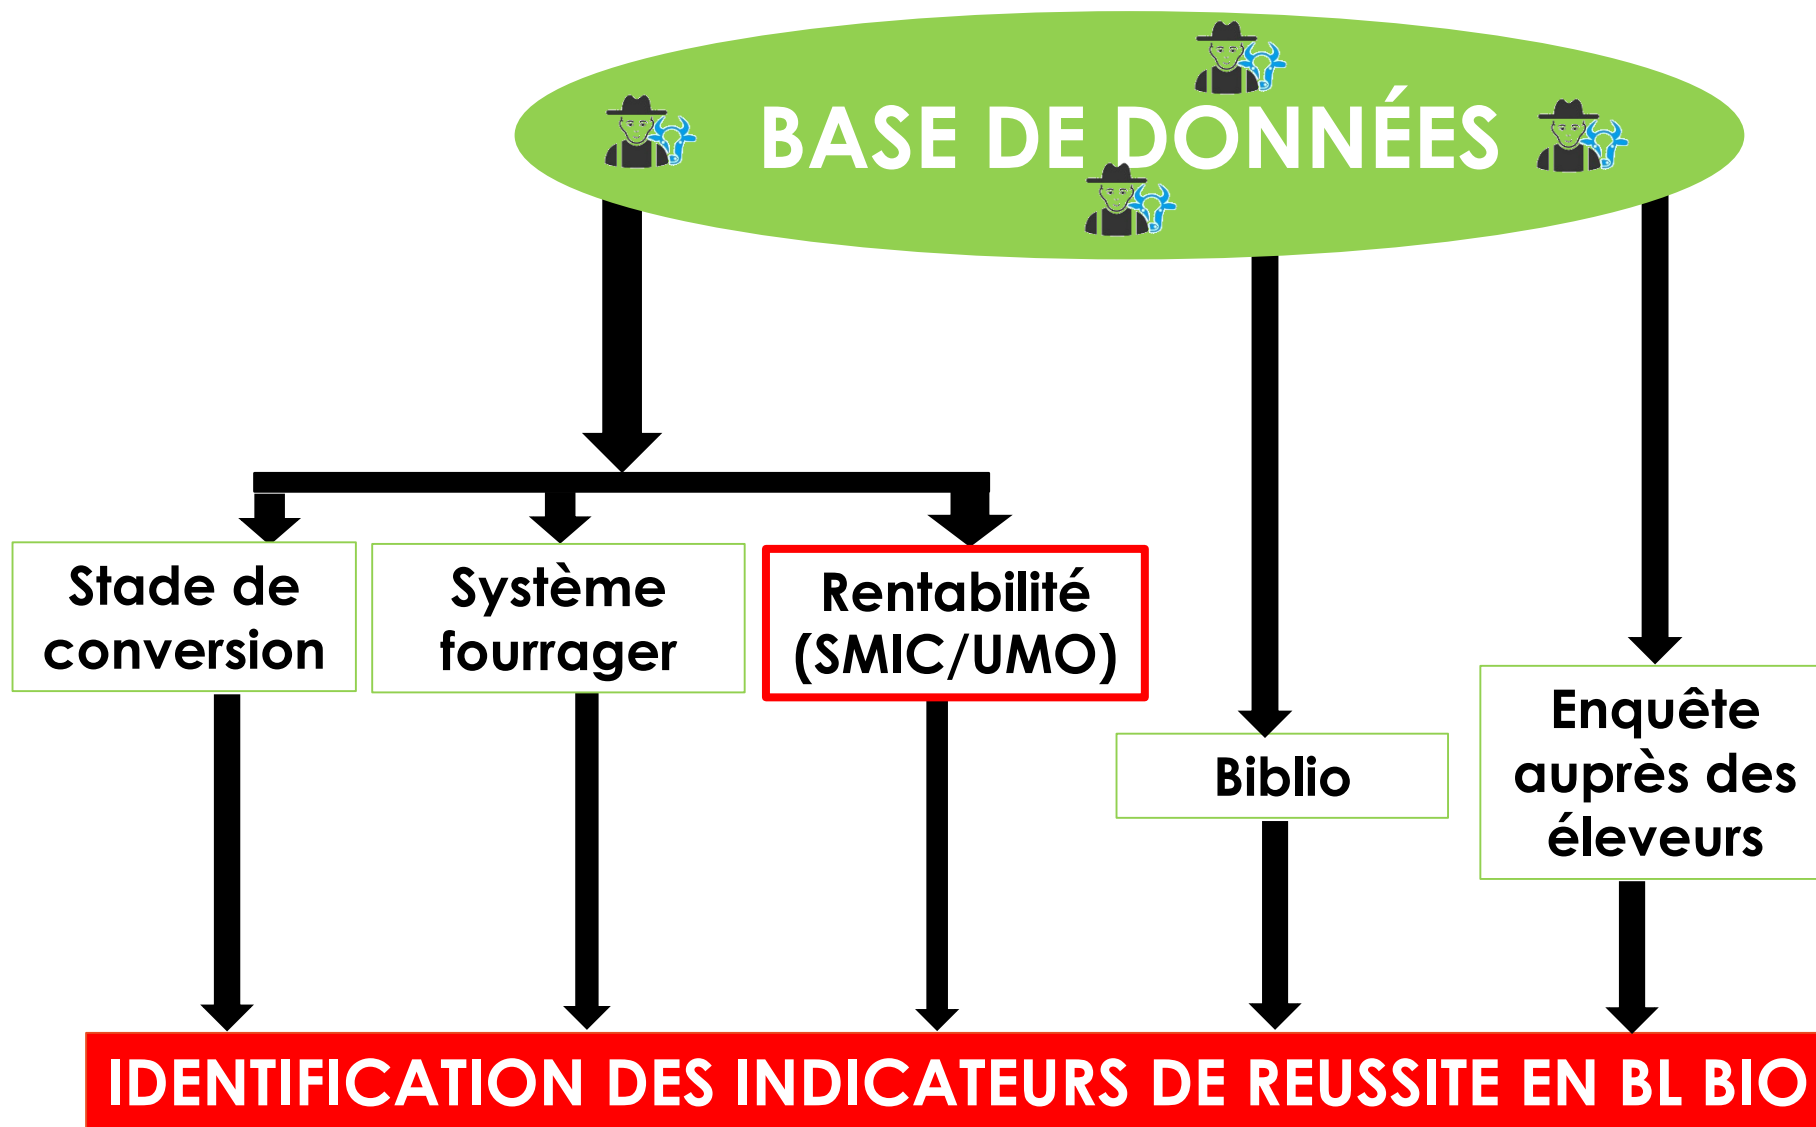 BASE DE DONNÉES
Stade de
conversion
Système
fourrager
Rentabilité
(SMIC/UMO)
Biblio
Enquête
auprès des
éleveurs
IDENTIFICATION DES INDICATEURS DE REUSSITE EN BL BIO